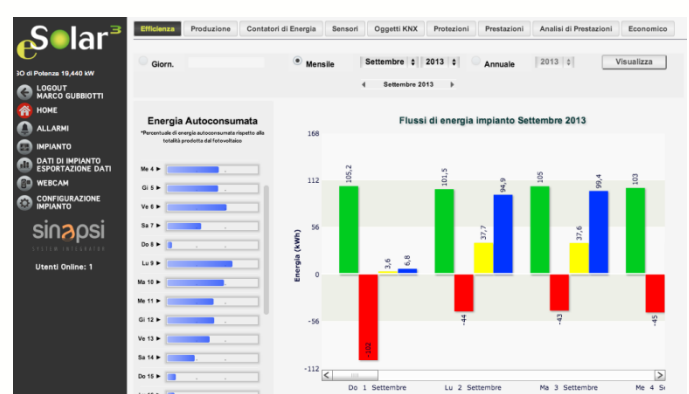 eSolar³
Efficienza Produzione Contatori di Energia Sensori Oggetti KNX Protezioni Prestazioni Analisi di Prestazioni Economico
Giorn. Mensile Settembre 2013 Annuale 2013 Visualizza
Settembre 2013
di Potenza 19,440 kW
LOGOUT
MARCO GUBBIOTTI
HOME
ALLARMI
IMPIANTO
DATI DI IMPIANTO
ESPORTAZIONE DATI
WEBCAM
CONFIGURAZIONE
IMPIANTO
sinapsi
SYSTEM INTEGRATOR
Utenti Online: 1
Energia Autoconsumata
*Percentuale di energia autoconsumata rispetto alla
totalità prodotta dal fotovoltaico
Me 4 ►
Gi 5 ►
Ve 6 ►
Sa 7 ►
Do 8 ►
Lu 9 ►
Ma 10 ►
Me 11 ►
Gi 12 ►
Ve 13 ►
Sa 14 ►
Do 15 ►
Flussi di energia impianto Settembre 2013
Energia (kWh)
168
112
56
0
-56
-112
105,2 -102 3,6 6,8
101,5 -44 37,7 94,9
105 -43 37,6 99,4
103 -45
Do 1 Settembre Lu 2 Settembre Ma 3 Settembre Me 4 S